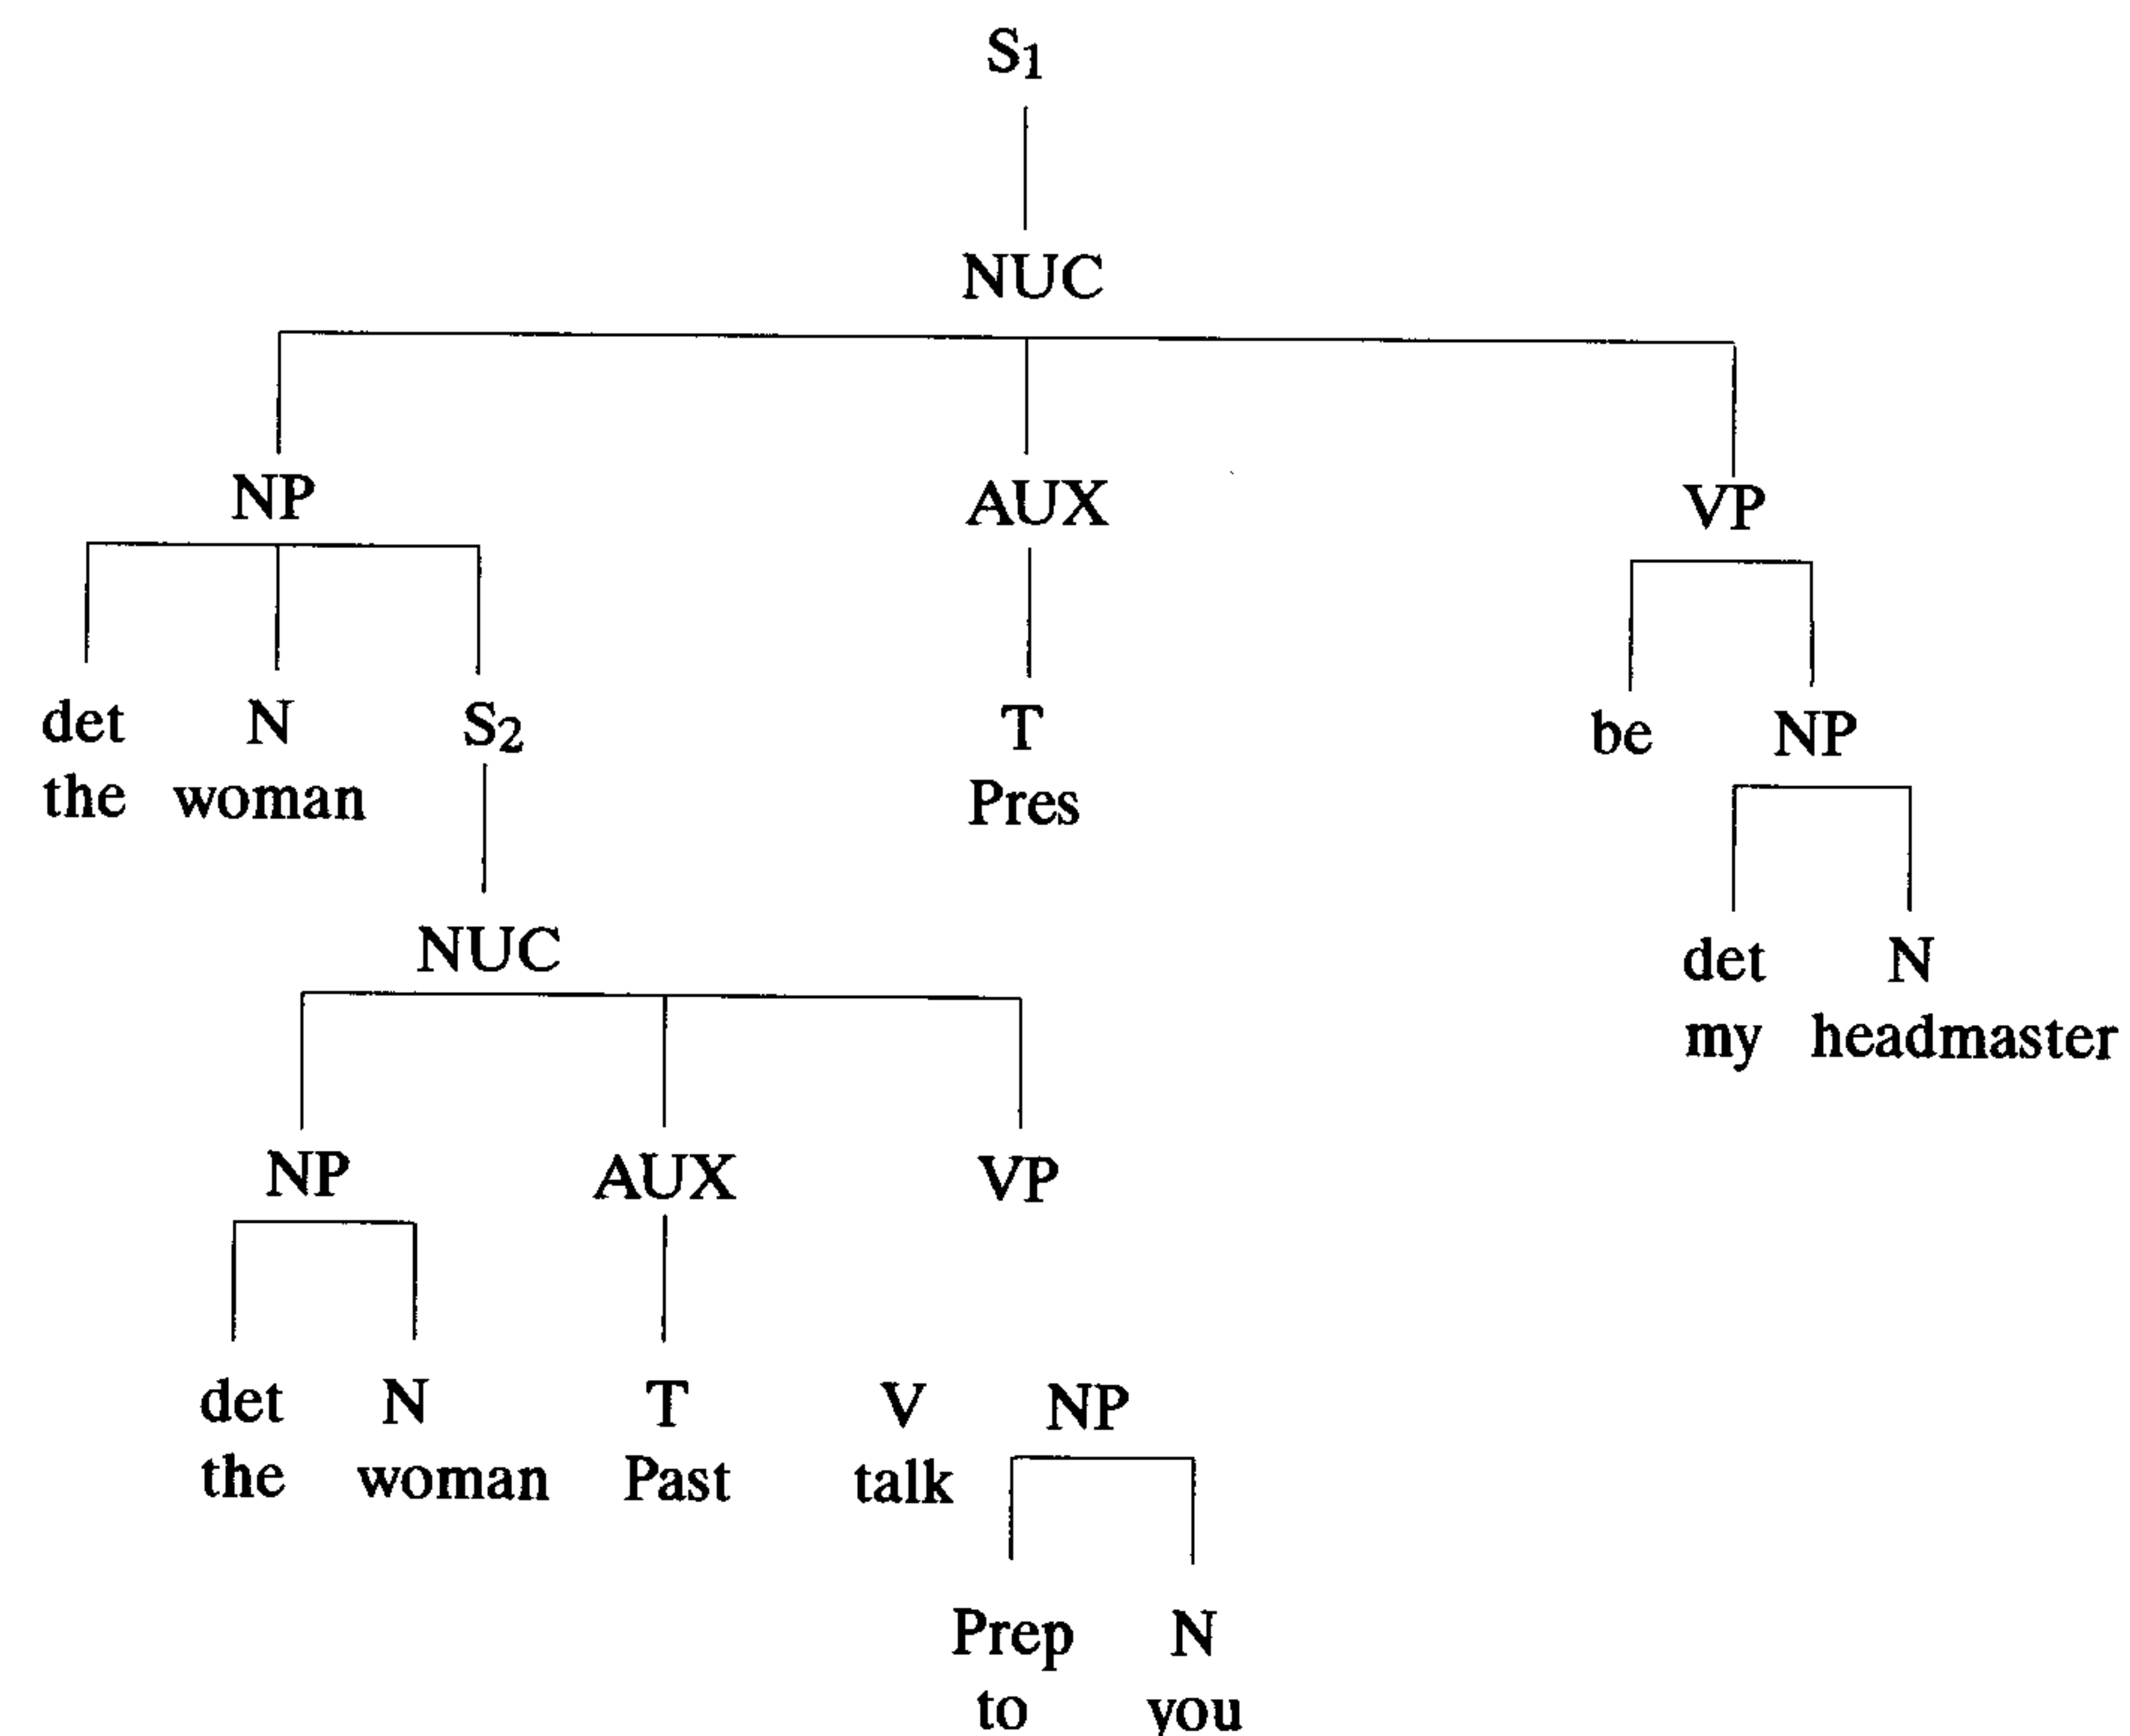 S1
NUC
NP AUX VP
det N S2 T be NP
the woman Pres
NUC det N
my headmaster
NP AUX VP
det N T V NP
the woman Past talk
Prep N
to you